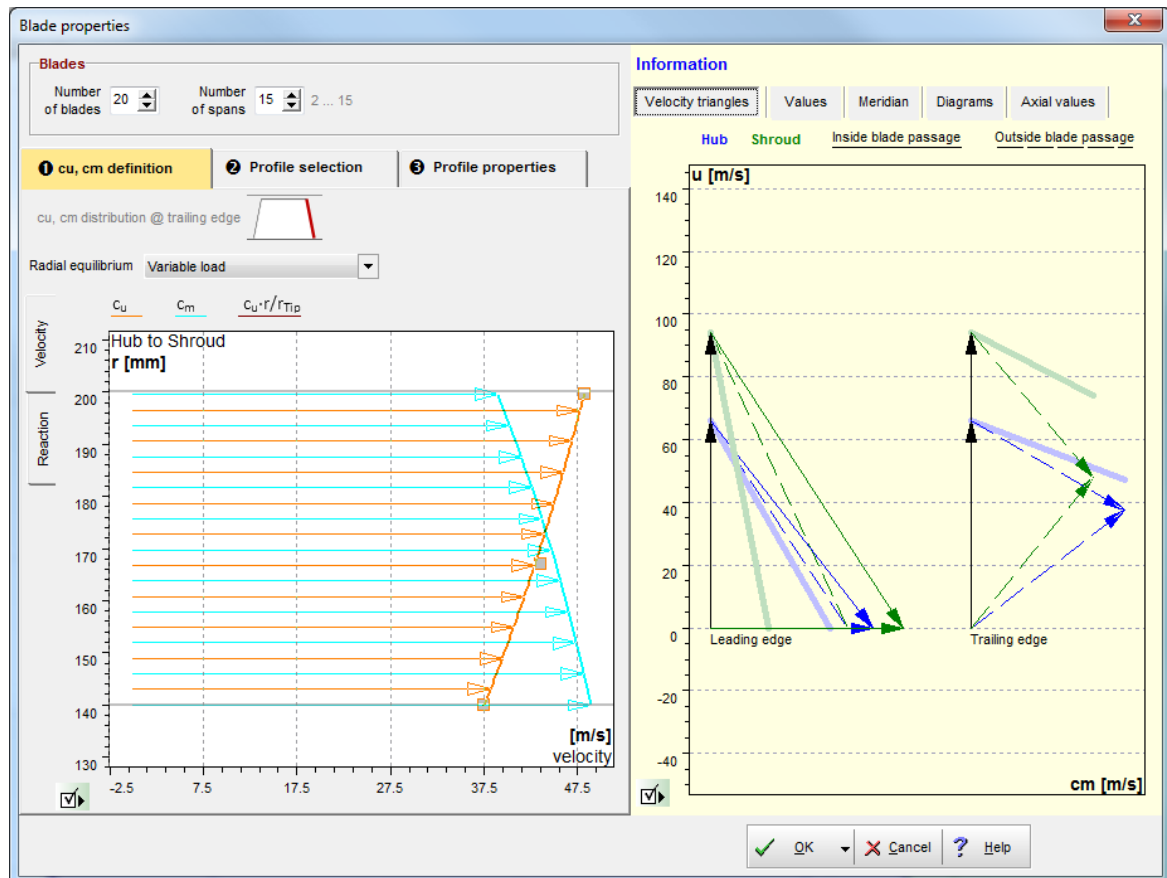 Blade properties
Blades
Number of blades 20
Number of spans 15 2 ... 15
❶ cu, cm definition
❷ Profile selection
❸ Profile properties
cu, cm distribution @ trailing edge
Radial equilibrium Variable load
Velocity
Reaction
cu cm cu·r/rTip
Hub to Shroud
r [mm]
210
200
190
180
170
160
150
140
130
[m/s]
velocity
-2.5 7.5 17.5 27.5 37.5 47.5
Information
Velocity triangles Values Meridian Diagrams Axial values
Hub Shroud Inside blade passage Outside blade passage
u [m/s]
140
120
100
80
60
40
20
0
-20
-40
Leading edge
Trailing edge
cm [m/s]
OK Cancel ? Help